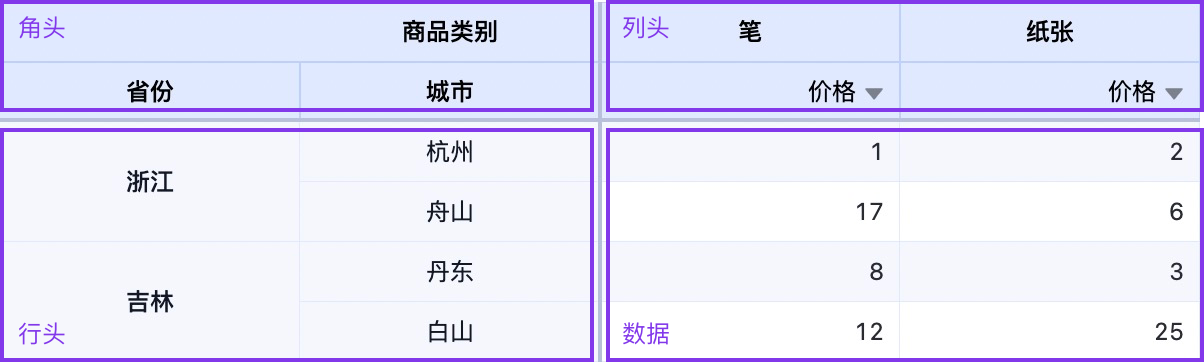 角头 商品类别 列头 笔 纸张
省份 城市 价格 价格
浙江 杭州 1 2
舟山 17 6
吉林 丹东 8 3
行头 白山 数据 12 25